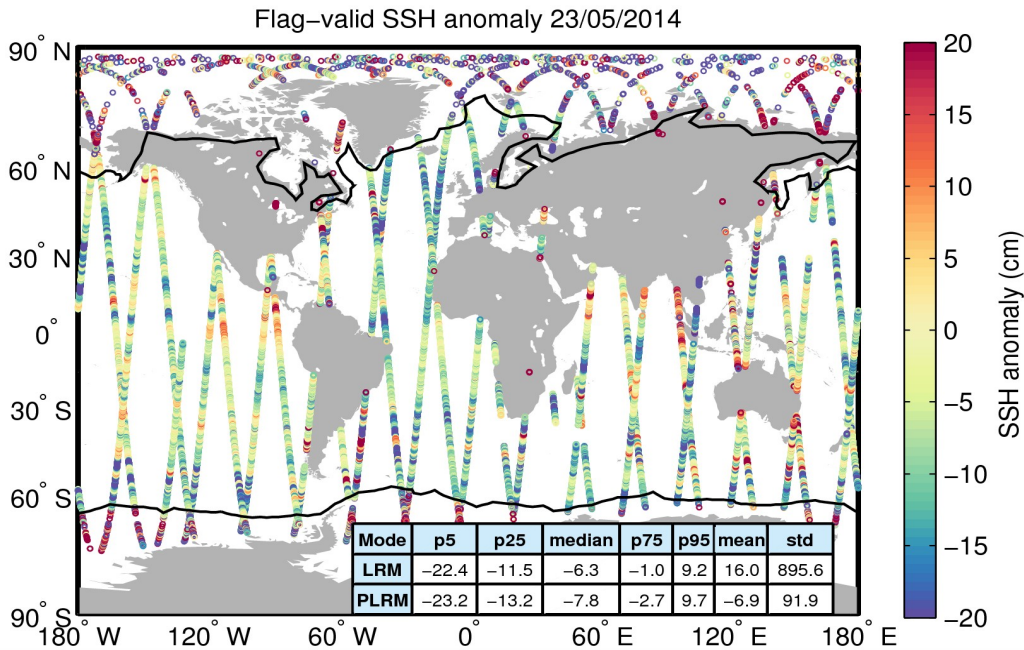 Flag−valid SSH anomaly 23/05/2014
90° N
60° N
30° N
0°
30° S
60° S
90° S
180° W 120° W 60° W 0° 60° E 120° E 180° E
Mode p5 p25 median p75 p95 mean std
LRM −22.4 −11.5 −6.3 −1.0 9.2 16.0 895.6
PLRM −23.2 −13.2 −7.8 −2.7 9.7 −6.9 91.9
20
15
10
5
0
−5
−10
−15
−20
SSH anomaly (cm)